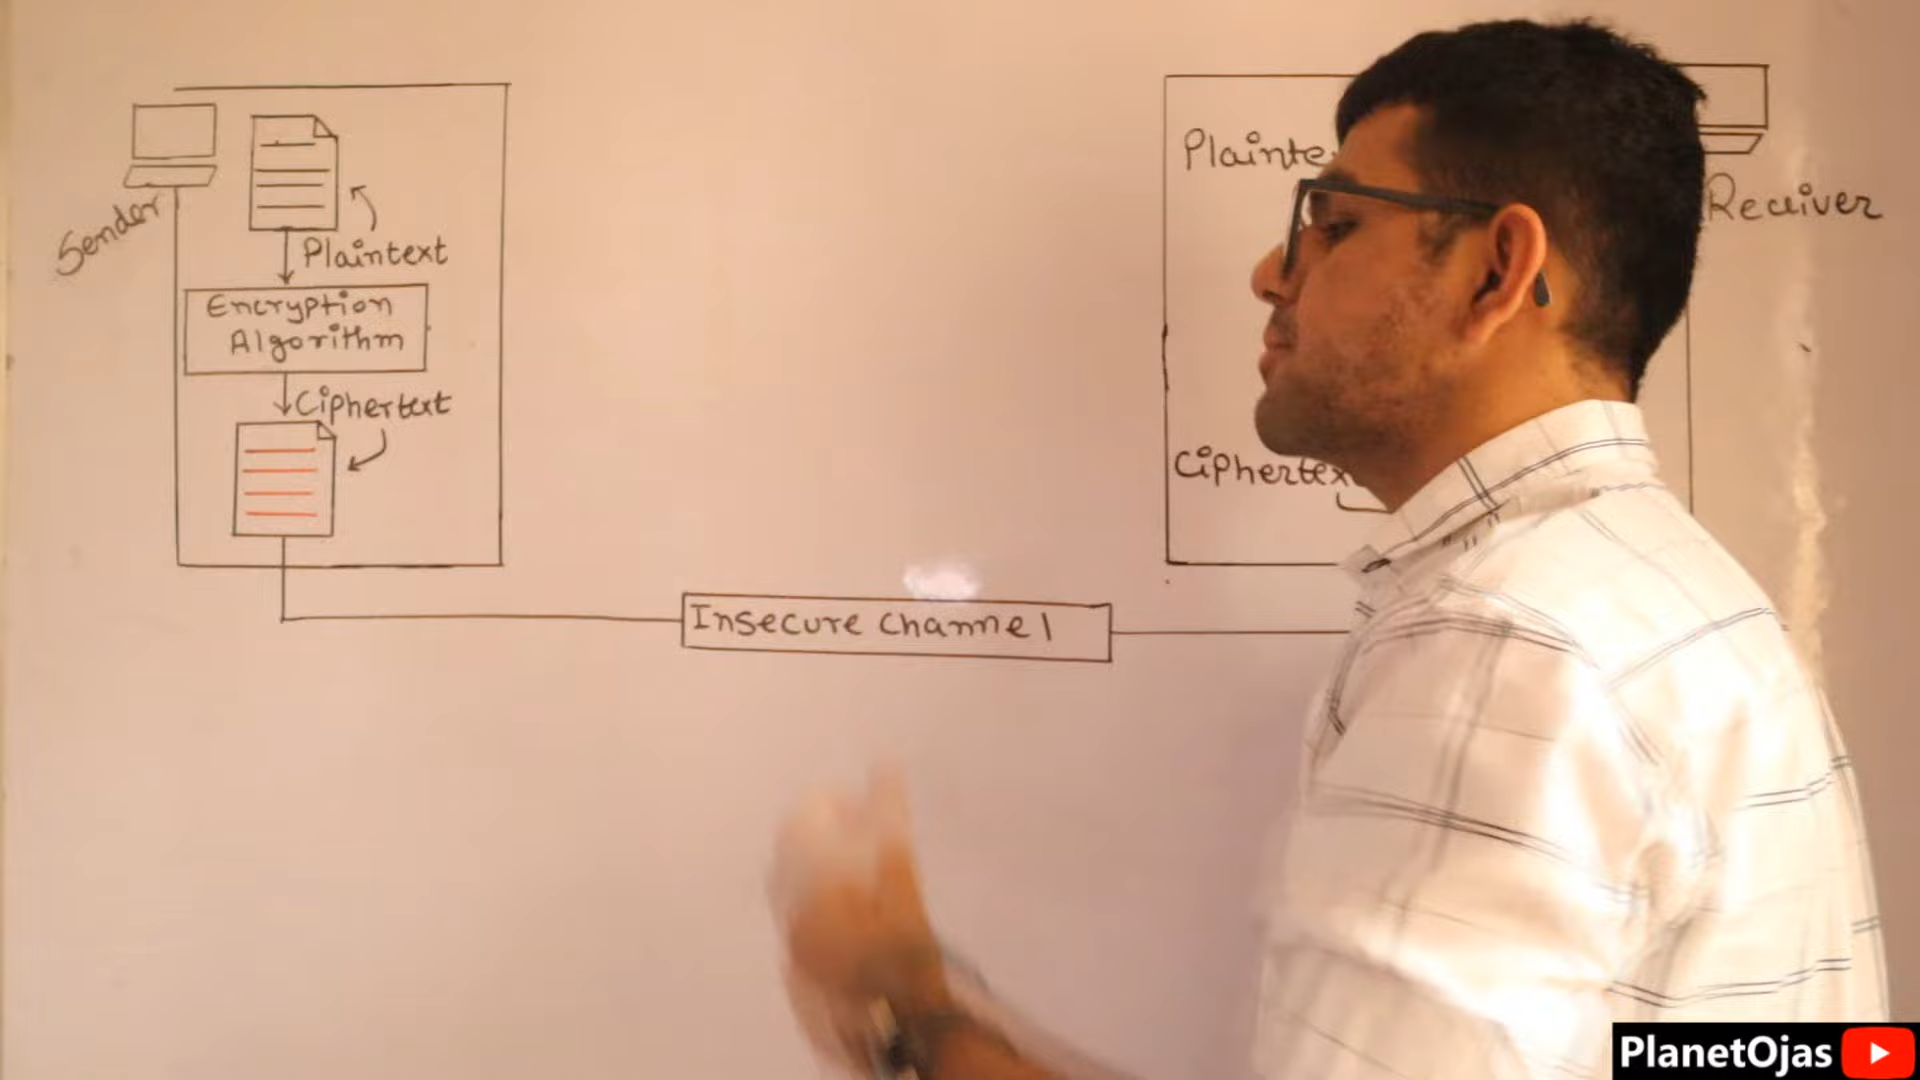 Sender
Plaintext
Encryption
Algorithm
Ciphertext
Insecure Channel
Receiver
PlanetOjas